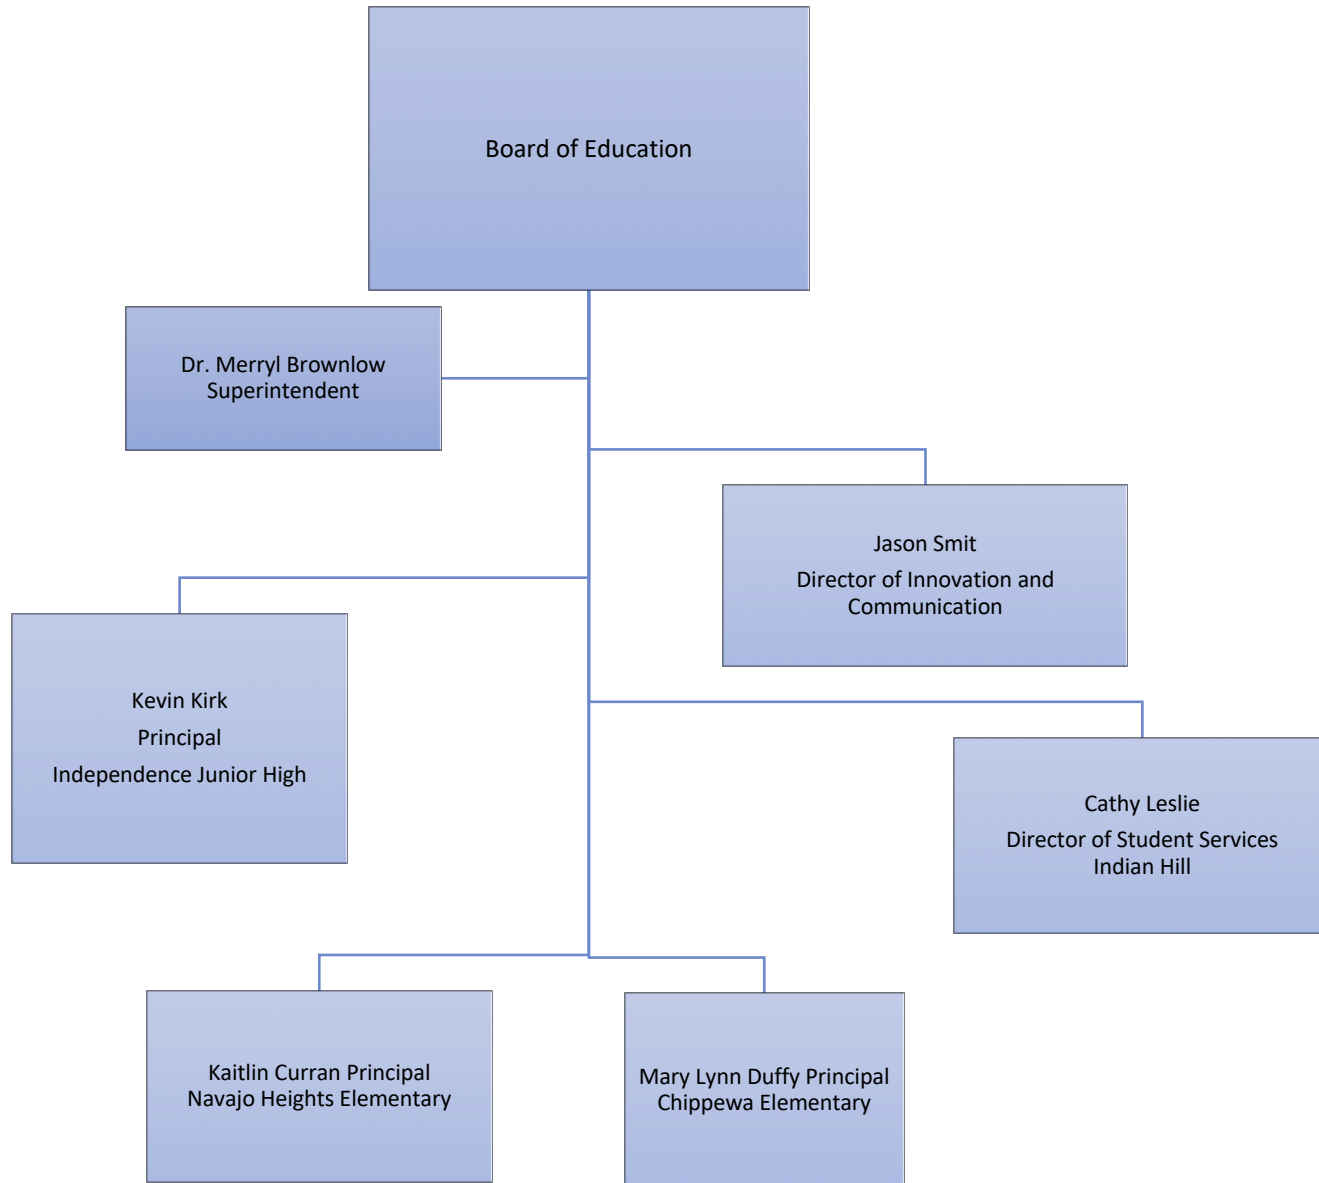 Board of Education
Dr. Merryl Brownlow
Superintendent
Jason Smit
Director of Innovation and
Communication
Kevin Kirk
Principal
Independence Junior High
Cathy Leslie
Director of Student Services
Indian Hill
Kaitlin Curran Principal
Navajo Heights Elementary
Mary Lynn Duffy Principal
Chippewa Elementary